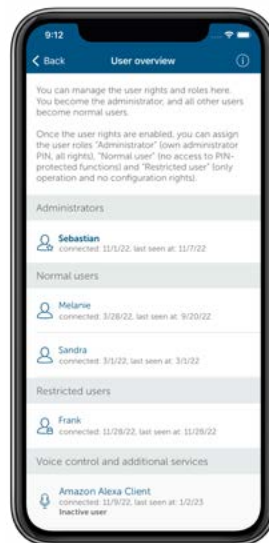 9:12
Back User overview
You can manage the user rights and roles here.
You become the administrator, and all other users
become normal users.
Once the user rights are enabled, you can assign
the user roles "Administrator" (own administrator
PIN, all rights), "Normal user" (no access to PIN-
protected functions) and "Restricted user" (only
operation and no configuration rights).
Administrators
Sebastian
connected: 11/1/22, last seen at: 11/7/22
Normal users
Melanie
connected: 3/28/22, last seen at: 9/20/22
Sandra
connected: 3/1/22, last seen at: 3/1/22
Restricted users
Frank
connected: 11/28/22, last seen at: 11/28/22
Voice control and additional services
Amazon Alexa Client
connected: 11/9/22, last seen at: 1/2/23
Inactive user